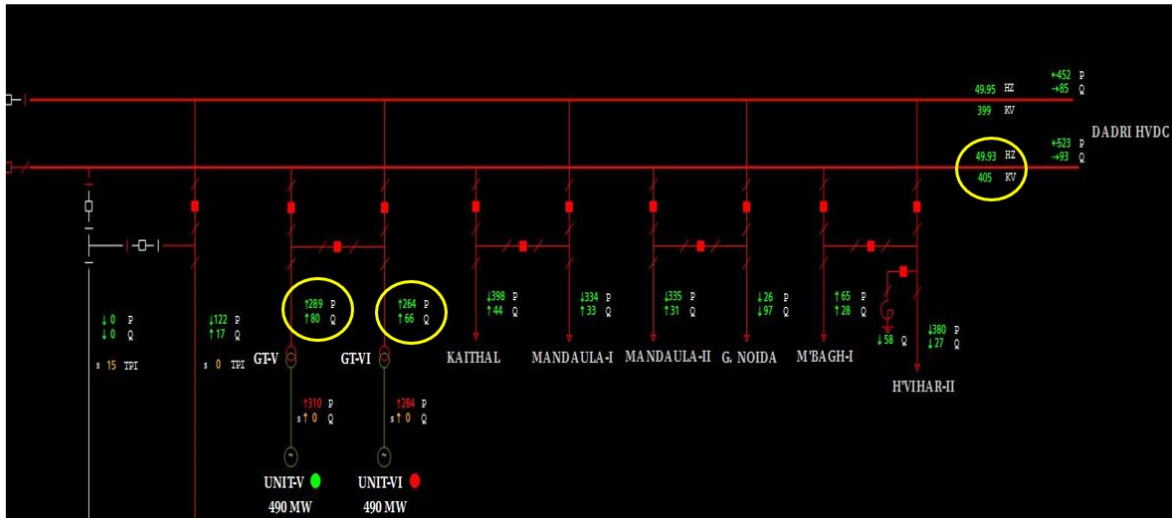 ←452 P
49.95 HZ →85 Q
399 KV
DADRI HVDC
←523 P
49.93 HZ →93 Q
405 KV
↑289 P
↑80 Q
↑264 P
↑66 Q
↓398 P
↑44 Q
↓334 P
↑33 Q
↓335 P
↑31 Q
↓26 P
↓97 Q
↑65 P
↑28 Q
↓0 P
↓0 Q
↓122 P
↑17 Q
↓58 Q
↓380 P
↓27 Q
s 15 TPI
s 0 TPI
GT-V
GT-VI
KAITHAL
MANDAULA-I
MANDAULA-II
G. NOIDA
M'BAGH-I
H'VIHAR-II
↑310 P
s↑0 Q
↑284 P
s↑0 Q
UNIT-V
490 MW
UNIT-VI
490 MW